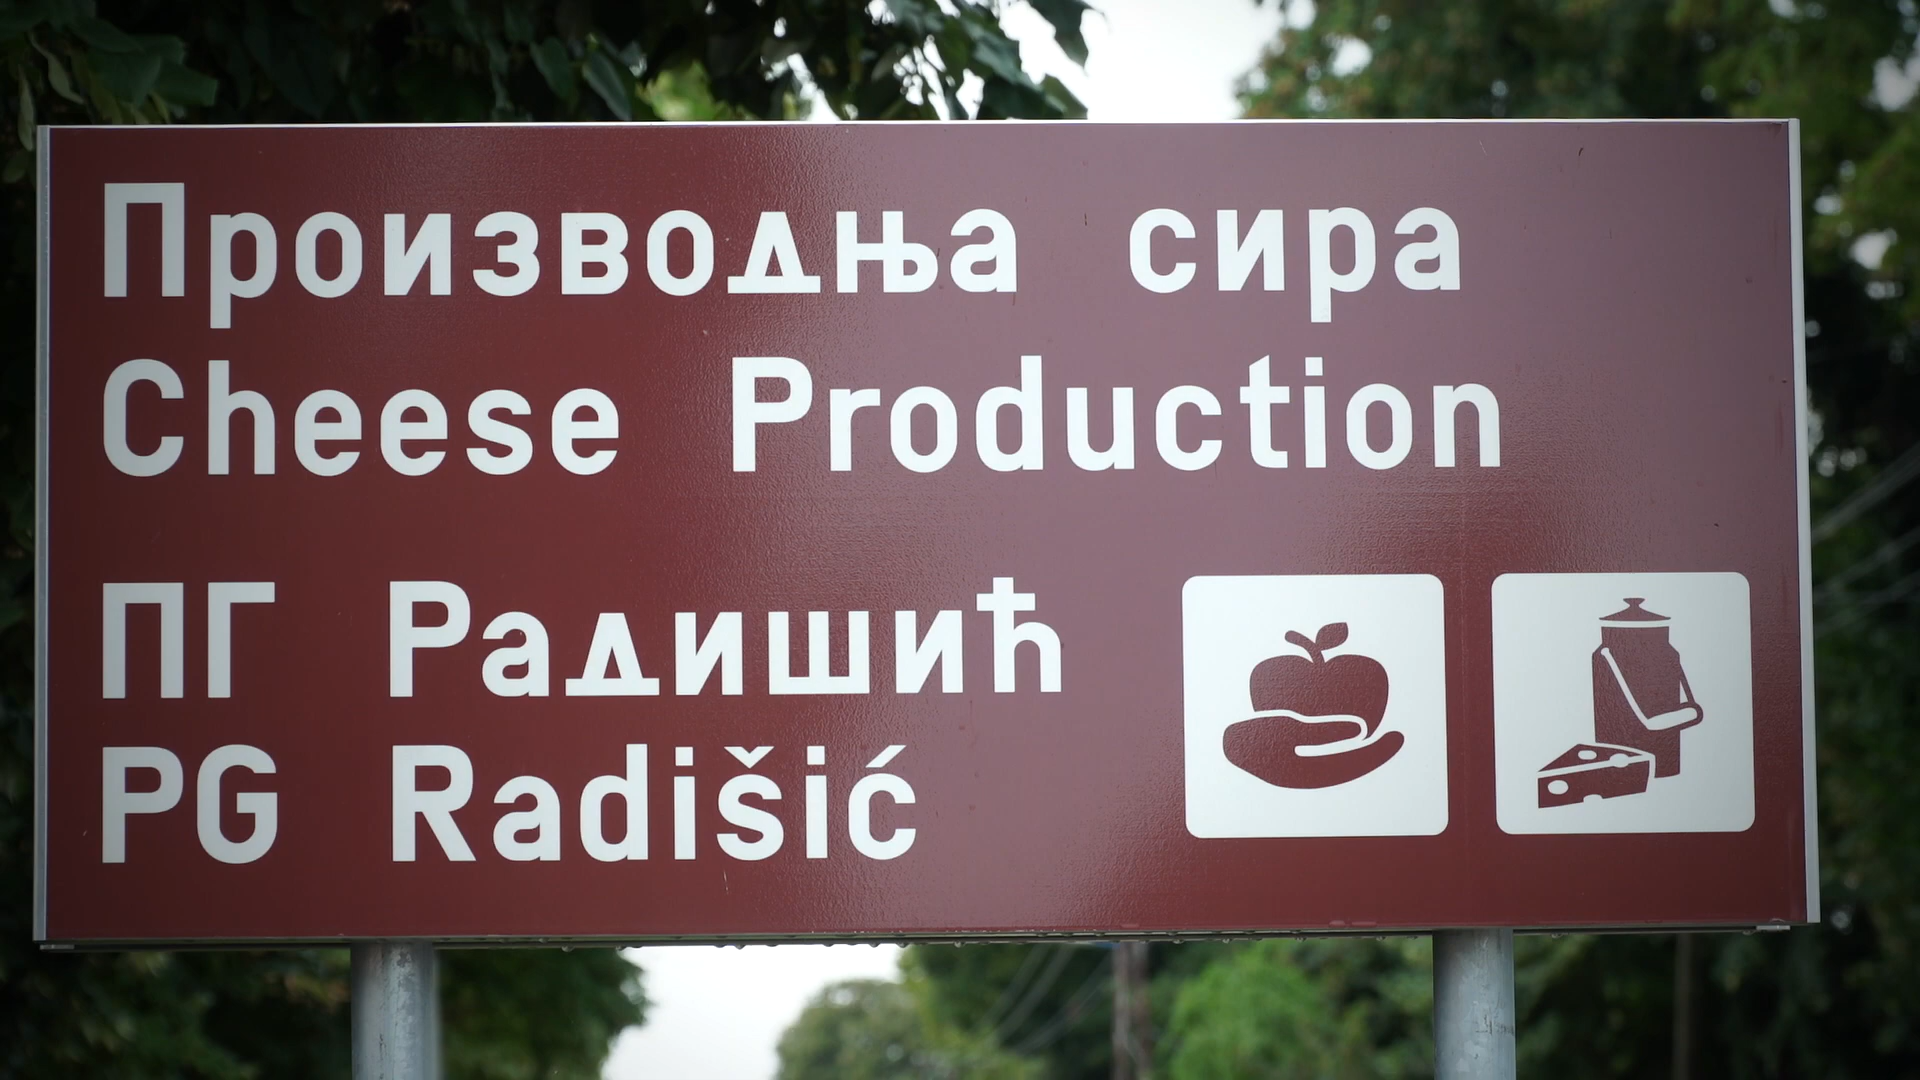 Производња сира
Cheese Production
ПГ Радишић
PG Radišić